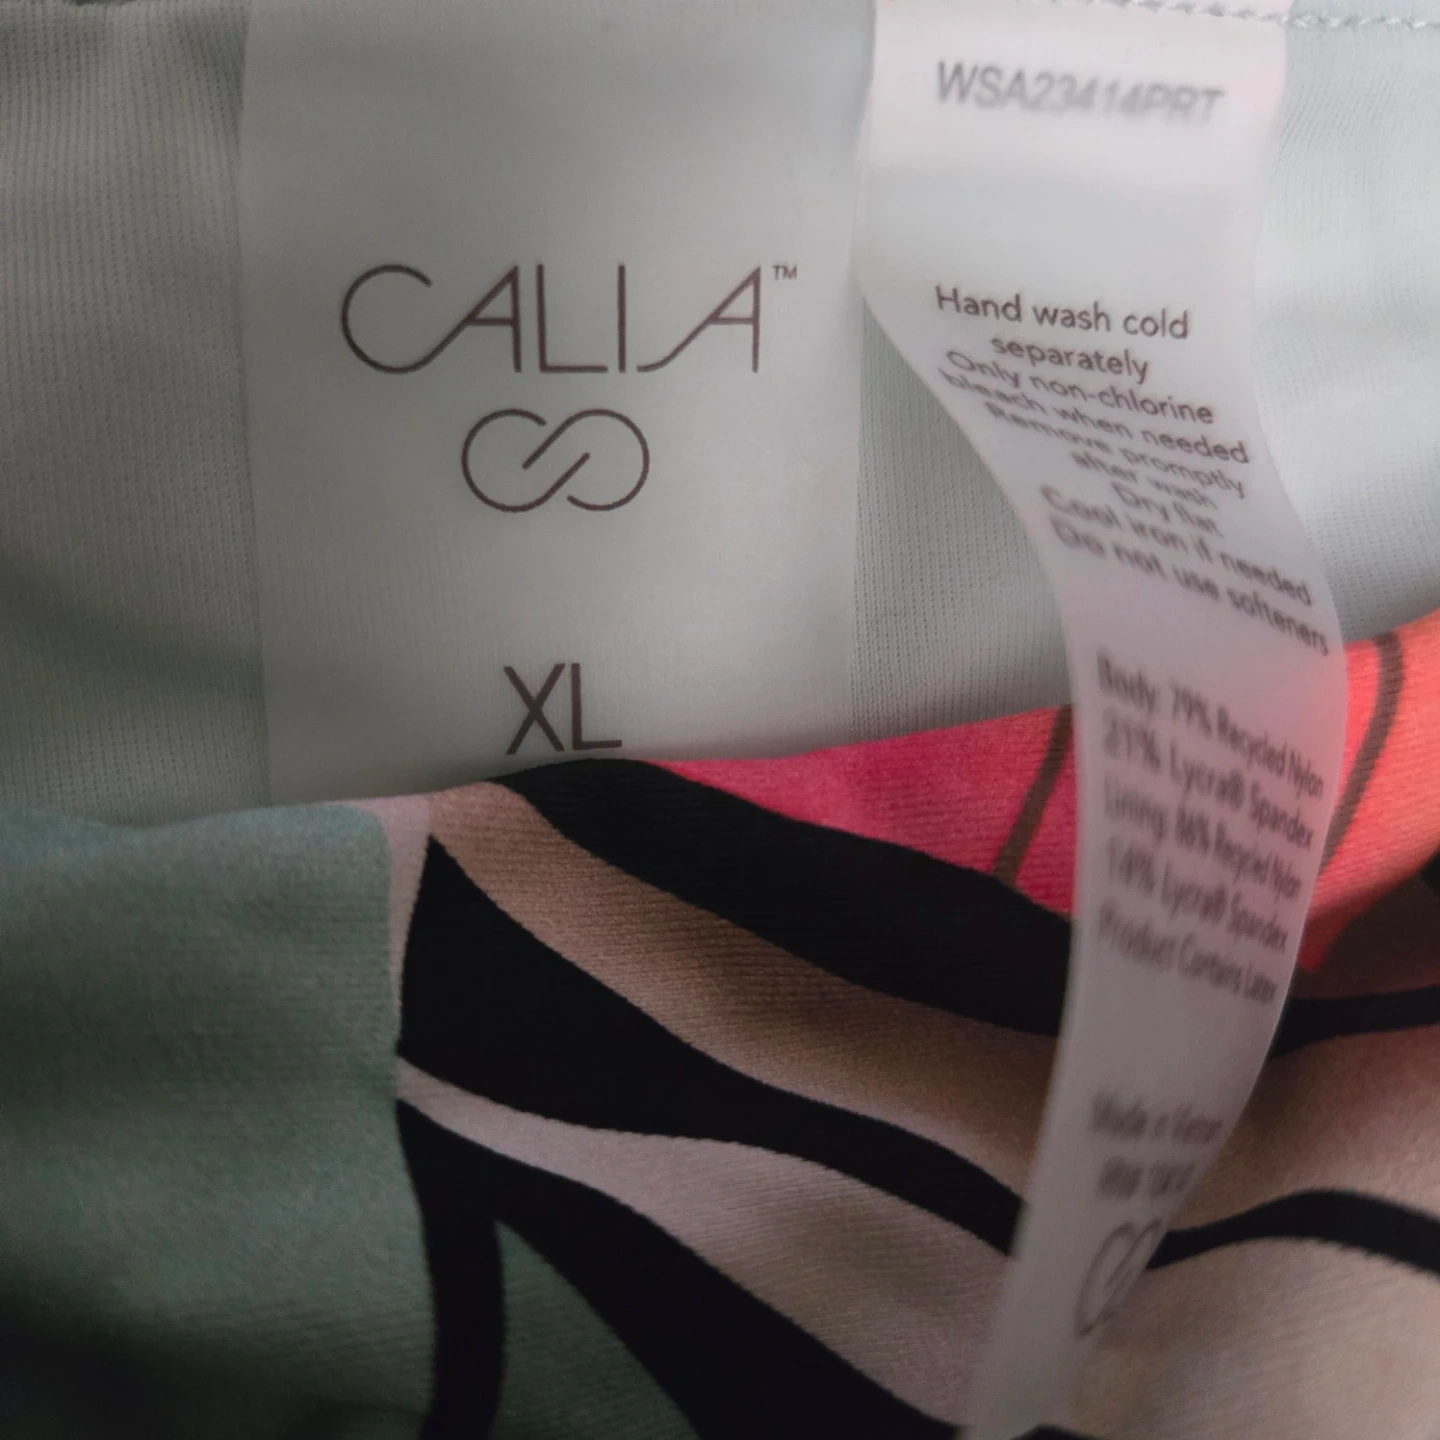 CALIA™
XL
WSA23414PRT
Hand wash cold
separately
Only non-chlorine
bleach when needed
Remove promptly
after wash
Dry flat
Cool iron if needed
Do not use softeners
Body: 79% Recycled Nylon
21% Lycra® Spandex
Lining: 86% Recycled Nylon
14% Lycra® Spandex
Product Contains Latex
Made in